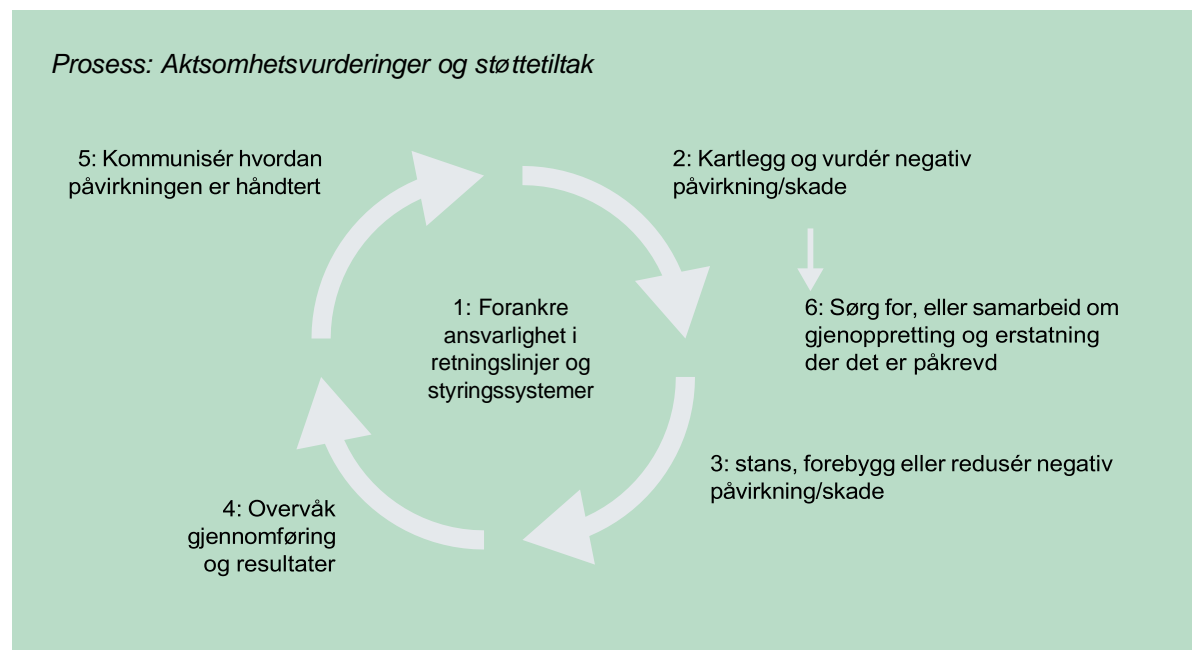 Prosess: Aktsomhetsvurderinger og støttetiltak
5: Kommunisér hvordan
påvirkningen er håndtert
2: Kartlegg og vurdér negativ
påvirkning/skade
1: Forankre
ansvarlighet i
retningslinjer og
styringssystemer
6: Sørg for, eller samarbeid om
gjenoppretting og erstatning
der det er påkrevd
3: stans, forebygg eller redusér negativ
påvirkning/skade
4: Overvåk
gjennomføring
og resultater